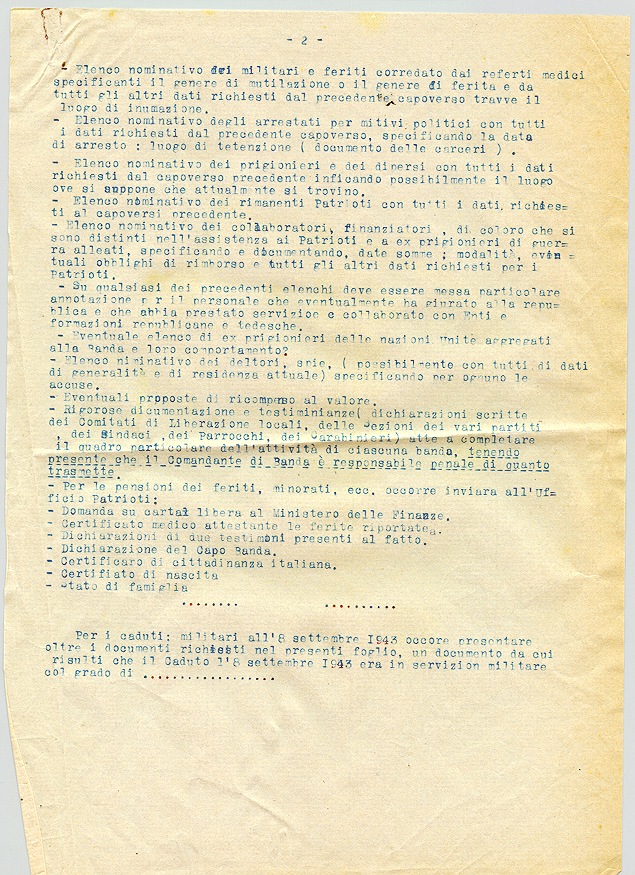 - 2 -
- Elenco nominativo dei militari e feriti corredato dai referti medici
specificanti il genere di mutilazione o il genere di ferita e da
tutti gli altri dati richiesti dal precedente capoverso travve il
luogo di inumazione.
- Elenco nominativo degli arrestati per mitivi politici con tutti
i dati richiesti dal precedente capoverso, specificando la data
di arresto : luogo di tetenzione ( documento delle carceri ) .
- Elenco nominativo dei prigionieri e dei dipersi con tutti i dati
richiesti dal capoverso precedente inficando possibilmente il luogo
ove si suppone che attualmente si trovino.
- Elenco nominativo dei rimanenti Patrioti con tutti i dati richies=
ti al capoversi precedente.
- Elenco nominativo dei collaboratori, finanziatori , di coloro che si
sono distinti nell'assistenza ai Patrioti e a ex prigionieri di guer=
ra alleati, specificando e documentando, date somme ; modalità, even =
tuali obblighi di rimborso e tutti gli altri dati richiesti per i
Patrioti.
- Su qualsiasi dei precedenti elenchi deve essere messa particolare
annotazione p r il personale che eventualmente ha giurato alla repu=
blica e che abbia prestato servizioe e collaborato con Enti e
formazioni republicane e tedesche.
- Eventuale elenco di ex prigionieri delle nazioni Unite aggregati
alla Banda e loro comportamento?
- Elenco niminativo dei deltori, spie, ( possibilmente con tutti di dati
di generalità e di residenza attuale) specificando per ognuno le
accuse.
- Eventuali proposte di ricompenso al valore.
- Rigorose dicumentazione e testiminianze( dichiarazioni scritte
dei Comitati di Liberazione locali, delle Sezioni dei vari partiti
, dei Sindaci ,dei Parrocchi, dei Carabinieri) atte a completare
il quadro particolare dell'attività di ciascuna banda, tenendo
presente che il Comandante di Banda è responsabile penale di quanto
trasmette.
- Per le pensioni dei feriti, minorati, ecc. occorre inviara all'Uf=
ficio Patrioti:
- Domanda su cartai libera al Ministero delle Finanze.
- Certificato medico attestante le ferite riportatea.
- Dichiarazioni di due testimoni presenti al fatto.
- Dichiarazione del Capo Banda.
- Certificaro di cittadinanza italiana.
- Certifiato di nascita
- Stato di famiglia
........ ..........
Per i caduti: militari all'8 settembre I943 occore presentare
oltre i documenti richiesti nel presenti foglio, un documento da cui
risulti che il Caduto l'8 settembre I943 era in servizion militare
col grado di ..................